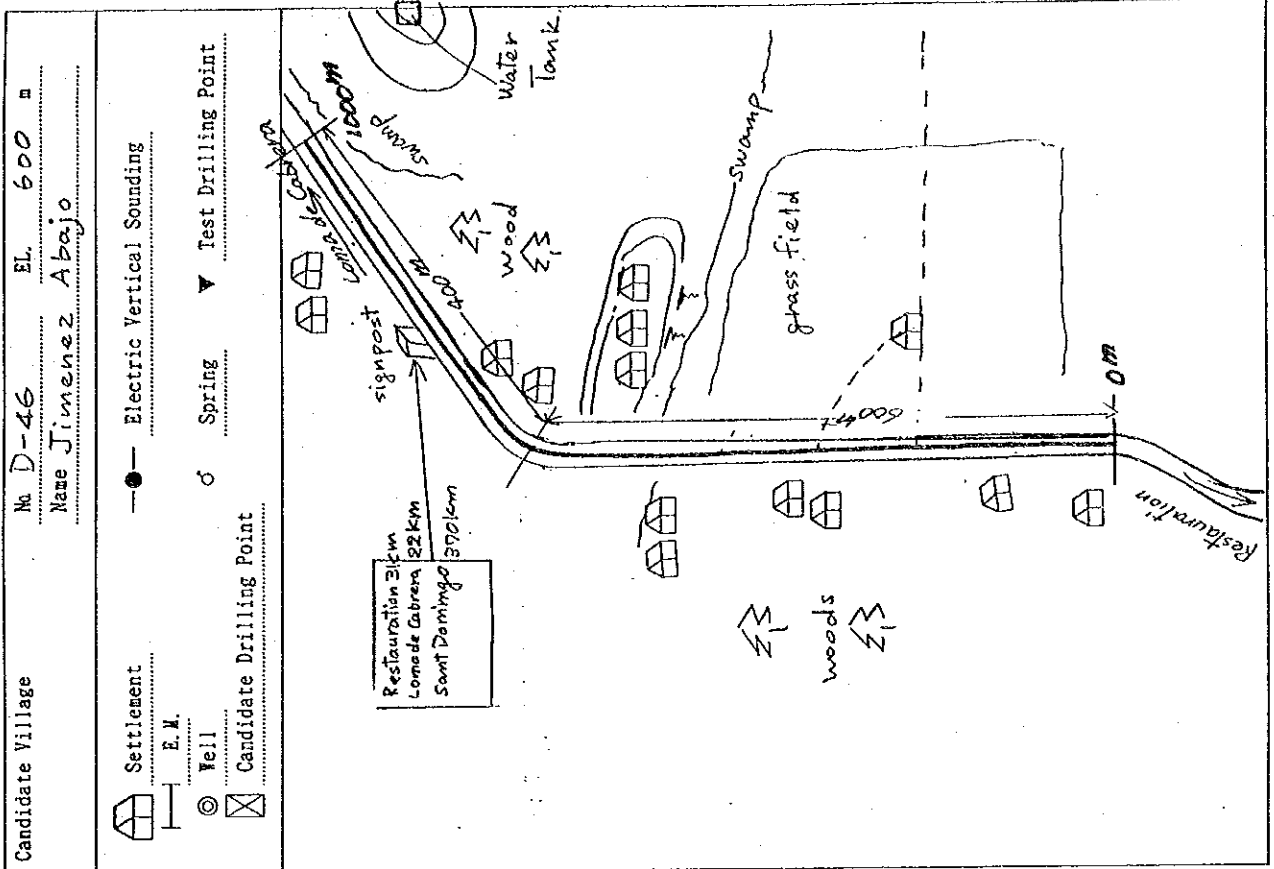 Candidate Village
No. D-46 EL. 600 m
Name Jimenez Abajo
Settlement
E.M.
Well
Candidate Drilling Point
Electric Vertical Sounding
Spring
Test Drilling Point
Restauration 31km
Lomade Cabrera 22km
Sant Domingo 370km
signpost
Loma de Cabrera
1000m
swamp
Water
Tank
400m
wood
swamp
grass field
600m
0m
woods
Restauration